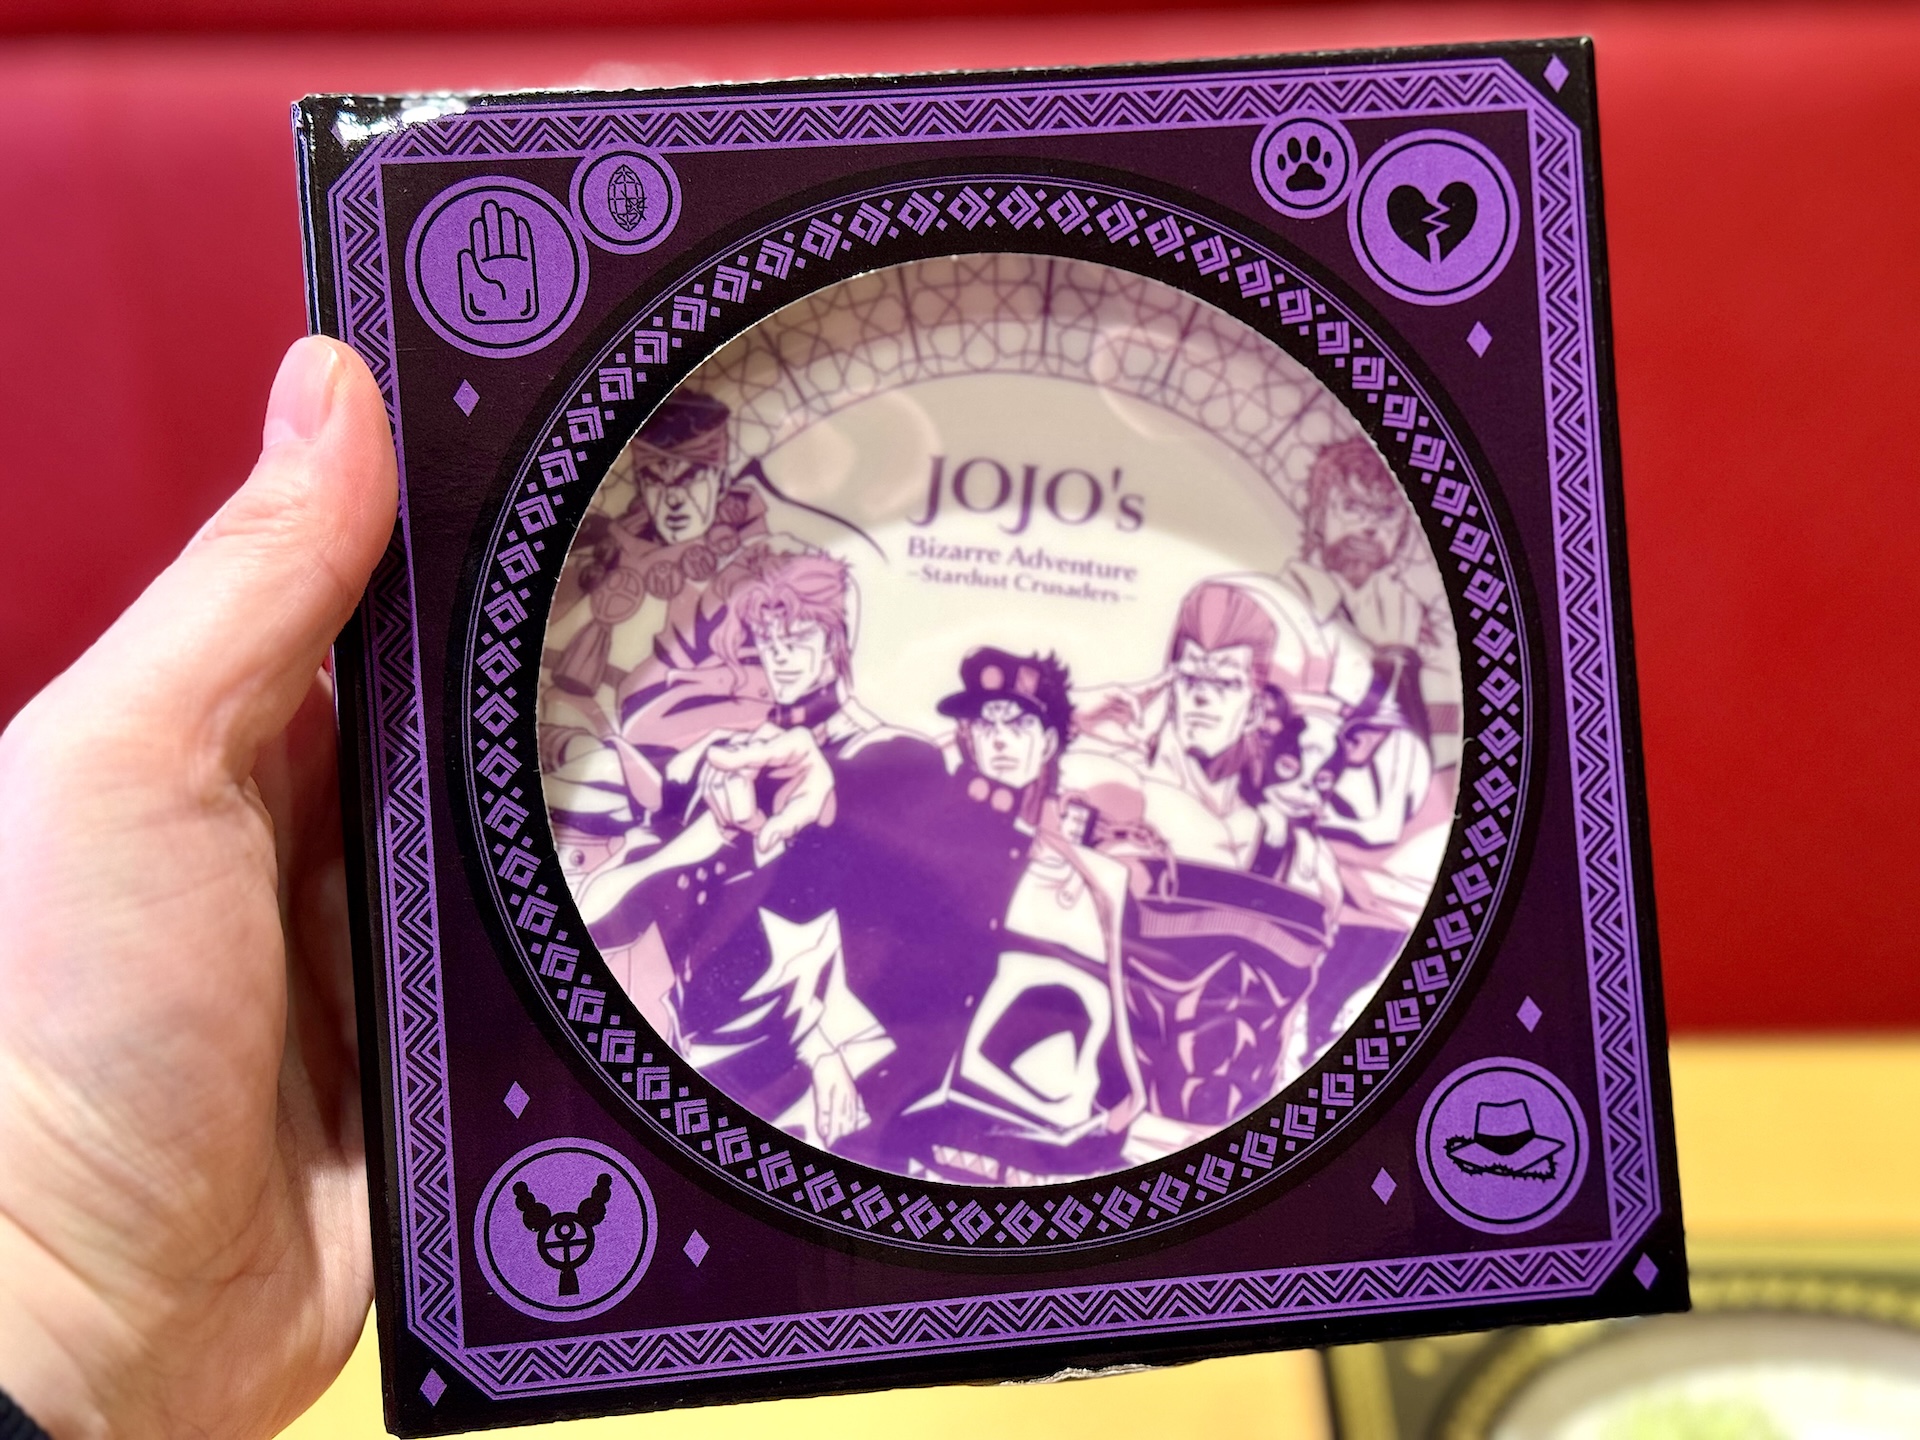 JOJO's
Bizarre Adventure
~Stardust Crusaders~